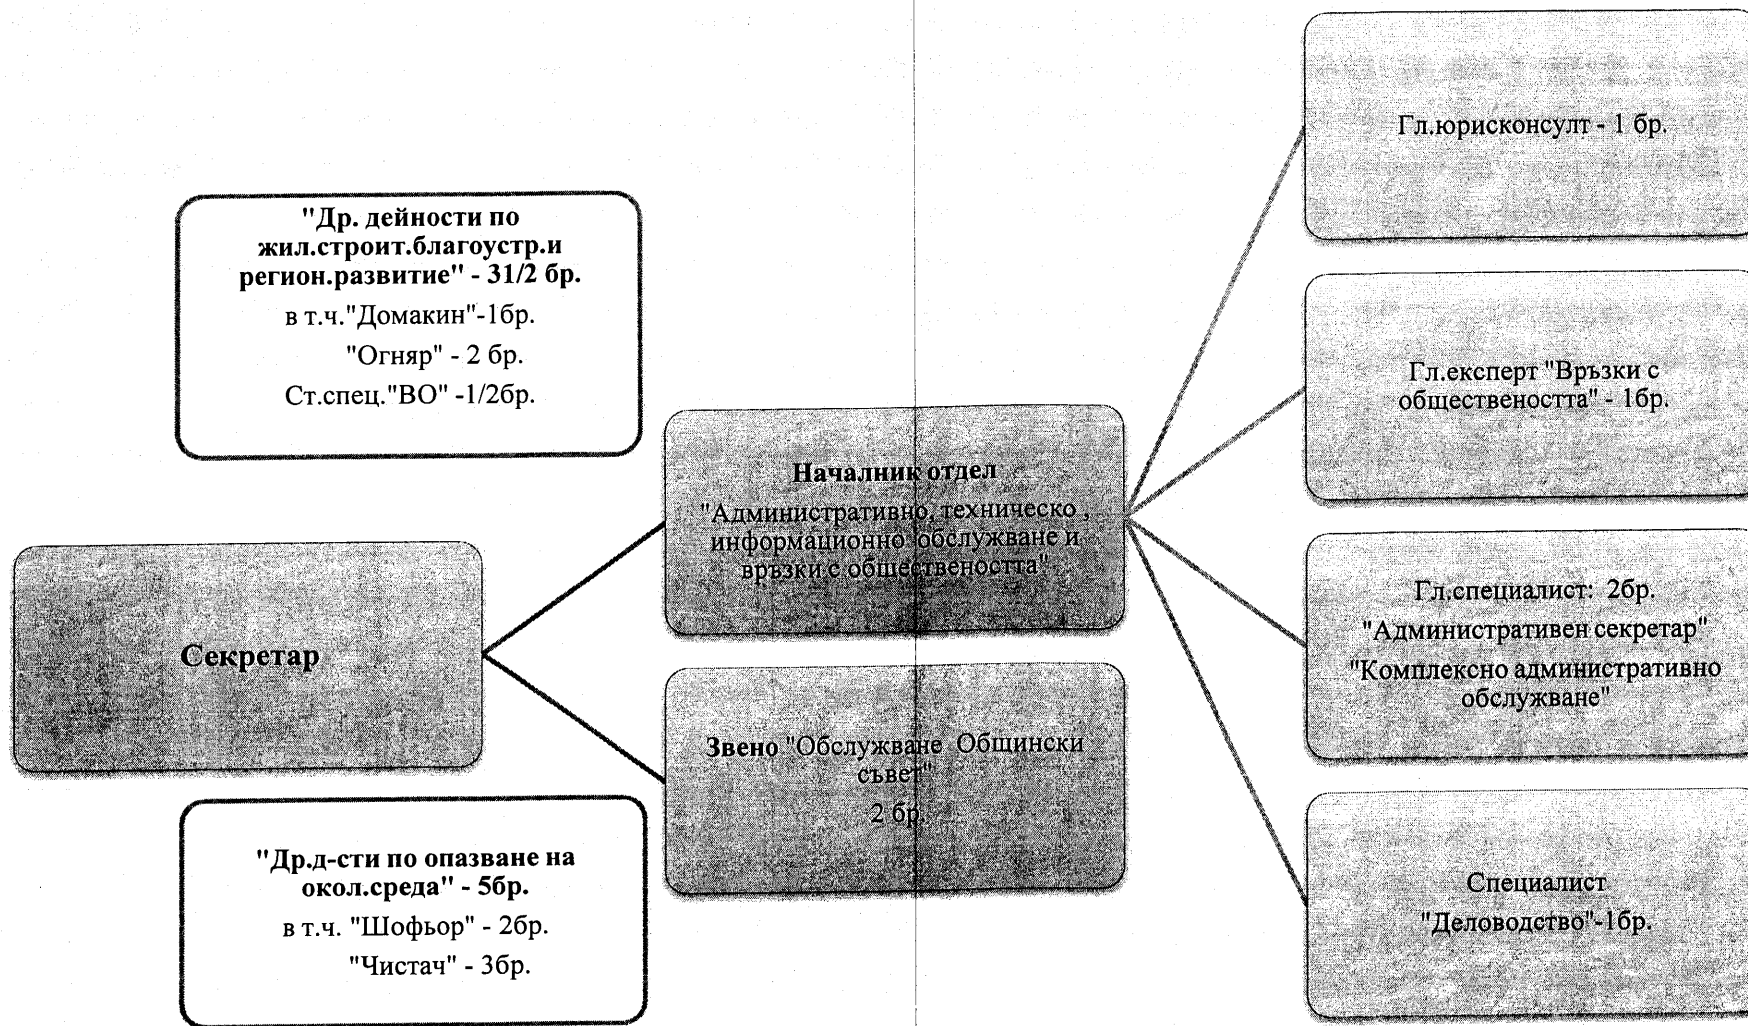 "Др. дейности по
жил.строит.благоустр.и
регион.развитие" - 31/2 бр.
в т.ч."Домакин"-1бр.
"Огняр" - 2 бр.
Ст.спец."ВО" -1/2бр.
Секретар
"Др.д-сти по опазване на
окол.среда" - 5бр.
в т.ч. "Шофьор" - 2бр.
"Чистач" - 3бр.
Началник отдел
"Административно, техническо ,
информационно обслужване и
връзки с обществеността"
Звено "Обслужване Общински
съвет"
2 бр.
Гл.юрисконсулт - 1 бр.
Гл.експерт "Връзки с
обществеността" - 1бр.
Гл.специалист: 2бр.
"Административен секретар"
"Комплексно административно
обслужване"
Специалист
"Деловодство"-1бр.